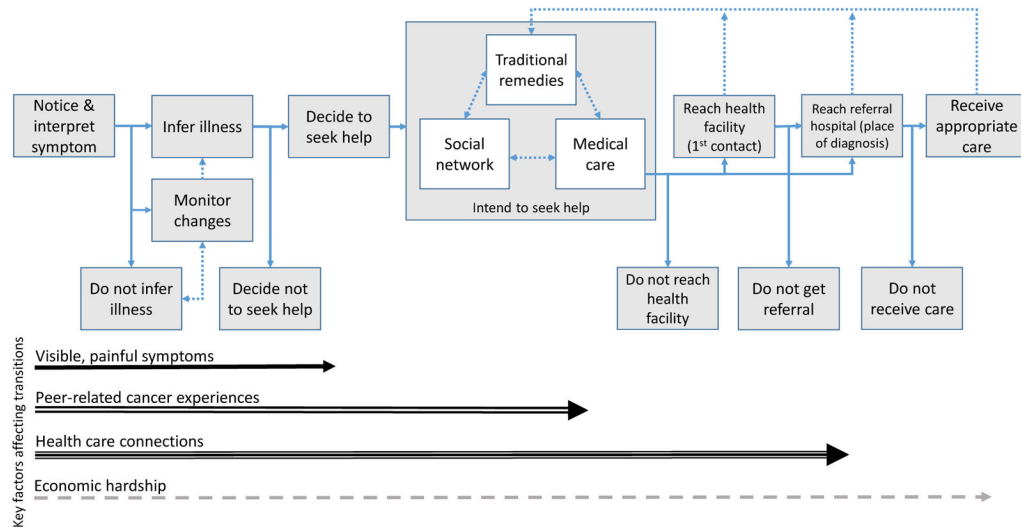 Notice &
interpret
symptom
Infer illness
Decide to
seek help
Traditional
remedies
Social
network
Medical
care
Intend to seek help
Reach health
facility
(1st contact)
Reach referral
hospital (place
of diagnosis)
Receive
appropriate
care
Monitor
changes
Do not infer
illness
Decide not
to seek help
Do not reach
health
facility
Do not get
referral
Do not
receive care
Key factors affecting transitions
Visible, painful symptoms
Peer-related cancer experiences
Health care connections
Economic hardship